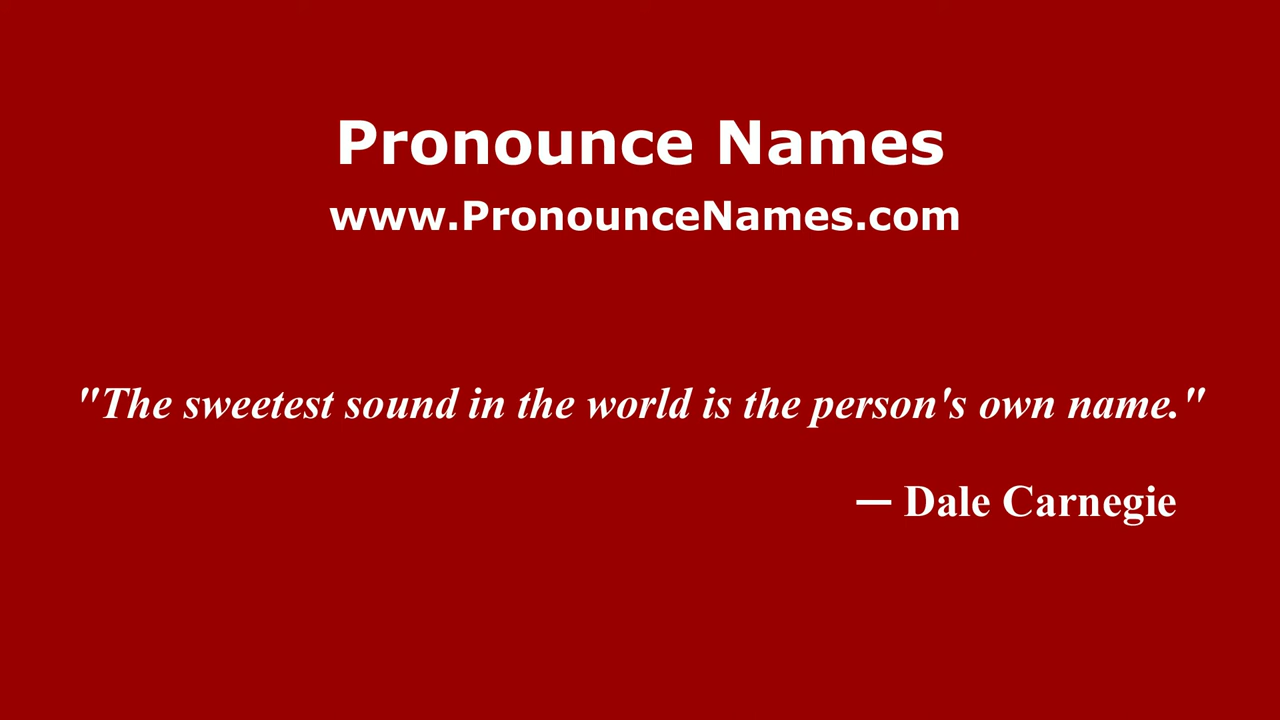 Pronounce Names
www.PronounceNames.com
"The sweetest sound in the world is the person's own name."
— Dale Carnegie